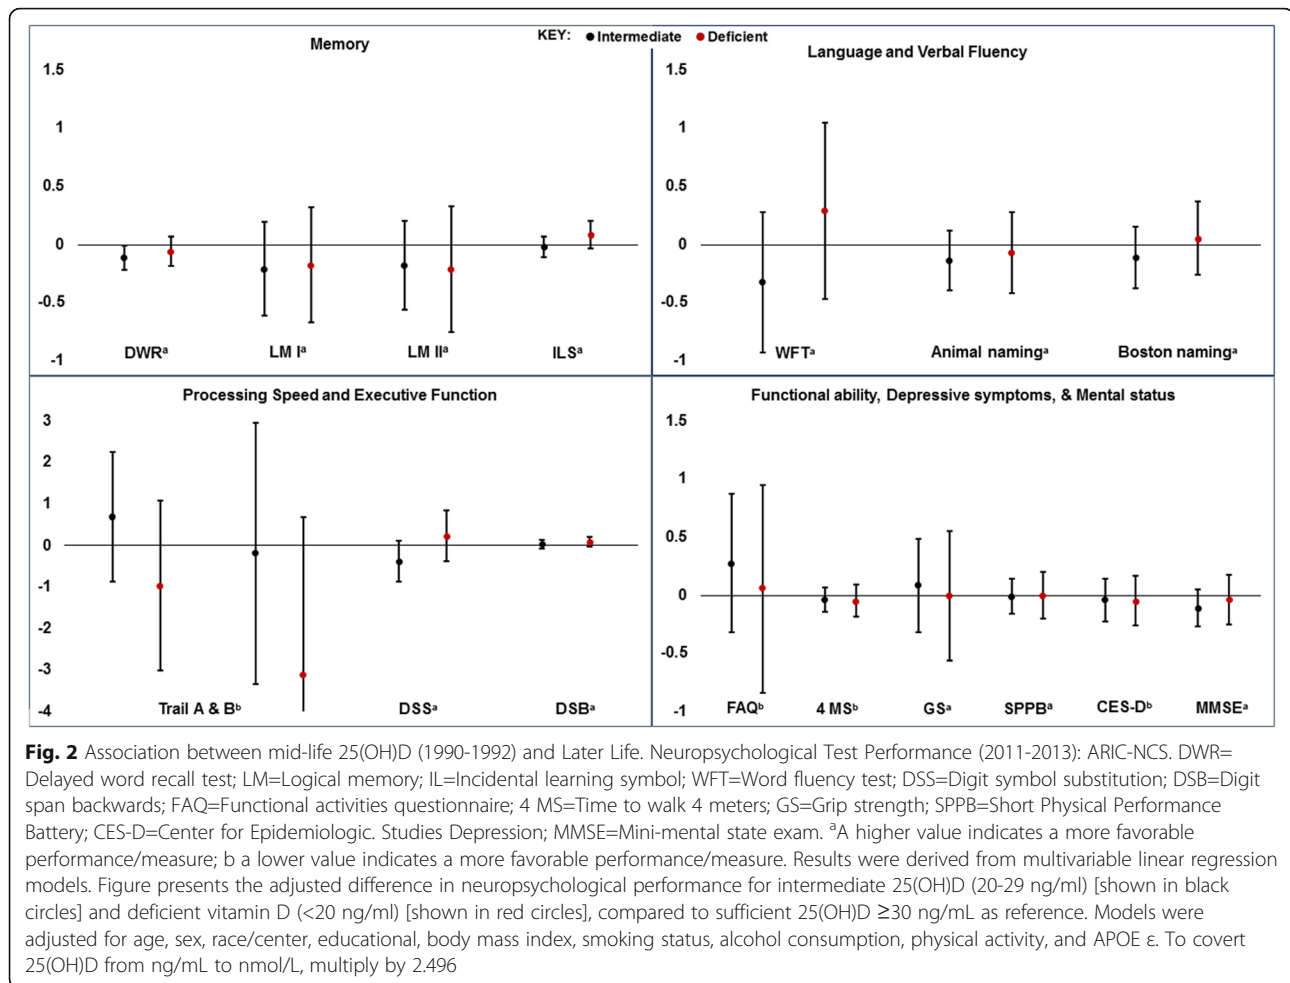 KEY: ● Intermediate ● Deficient
Memory
1.5
1
0.5
0
-0.5
-1
DWRᵃ LM Iᵃ LM IIᵃ ILSᵃ
Language and Verbal Fluency
1.5
1
0.5
0
-0.5
-1
WFTᵃ Animal namingᵃ Boston namingᵃ
Processing Speed and Executive Function
3
2
1
0
-1
-2
-3
-4
Trail A & Bᵇ DSSᵃ DSBᵃ
Functional ability, Depressive symptoms, & Mental status
1.5
1
0.5
0
-0.5
-1
FAQᵇ 4 MSᵇ GSᵃ SPPBᵃ CES-Dᵇ MMSEᵃ
Fig. 2 Association between mid-life 25(OH)D (1990-1992) and Later Life. Neuropsychological Test Performance (2011-2013): ARIC-NCS. DWR=
Delayed word recall test; LM=Logical memory; IL=Incidental learning symbol; WFT=Word fluency test; DSS=Digit symbol substitution; DSB=Digit
span backwards; FAQ=Functional activities questionnaire; 4 MS=Time to walk 4 meters; GS=Grip strength; SPPB=Short Physical Performance
Battery; CES-D=Center for Epidemiologic. Studies Depression; MMSE=Mini-mental state exam. ᵃA higher value indicates a more favorable
performance/measure; b a lower value indicates a more favorable performance/measure. Results were derived from multivariable linear regression
models. Figure presents the adjusted difference in neuropsychological performance for intermediate 25(OH)D (20-29 ng/ml) [shown in black
circles] and deficient vitamin D (<20 ng/ml) [shown in red circles], compared to sufficient 25(OH)D ≥30 ng/mL as reference. Models were
adjusted for age, sex, race/center, educational, body mass index, smoking status, alcohol consumption, physical activity, and APOE ε. To covert
25(OH)D from ng/mL to nmol/L, multiply by 2.496